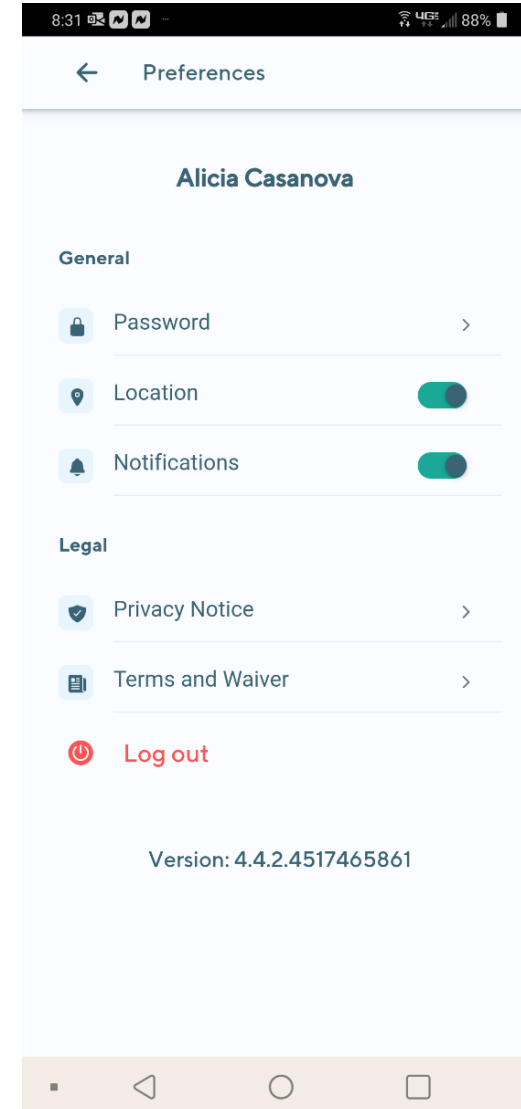 8:31
4GE 88%
Preferences
Alicia Casanova
General
Password
Location
Notifications
Legal
Privacy Notice
Terms and Waiver
Log out
Version: 4.4.2.4517465861